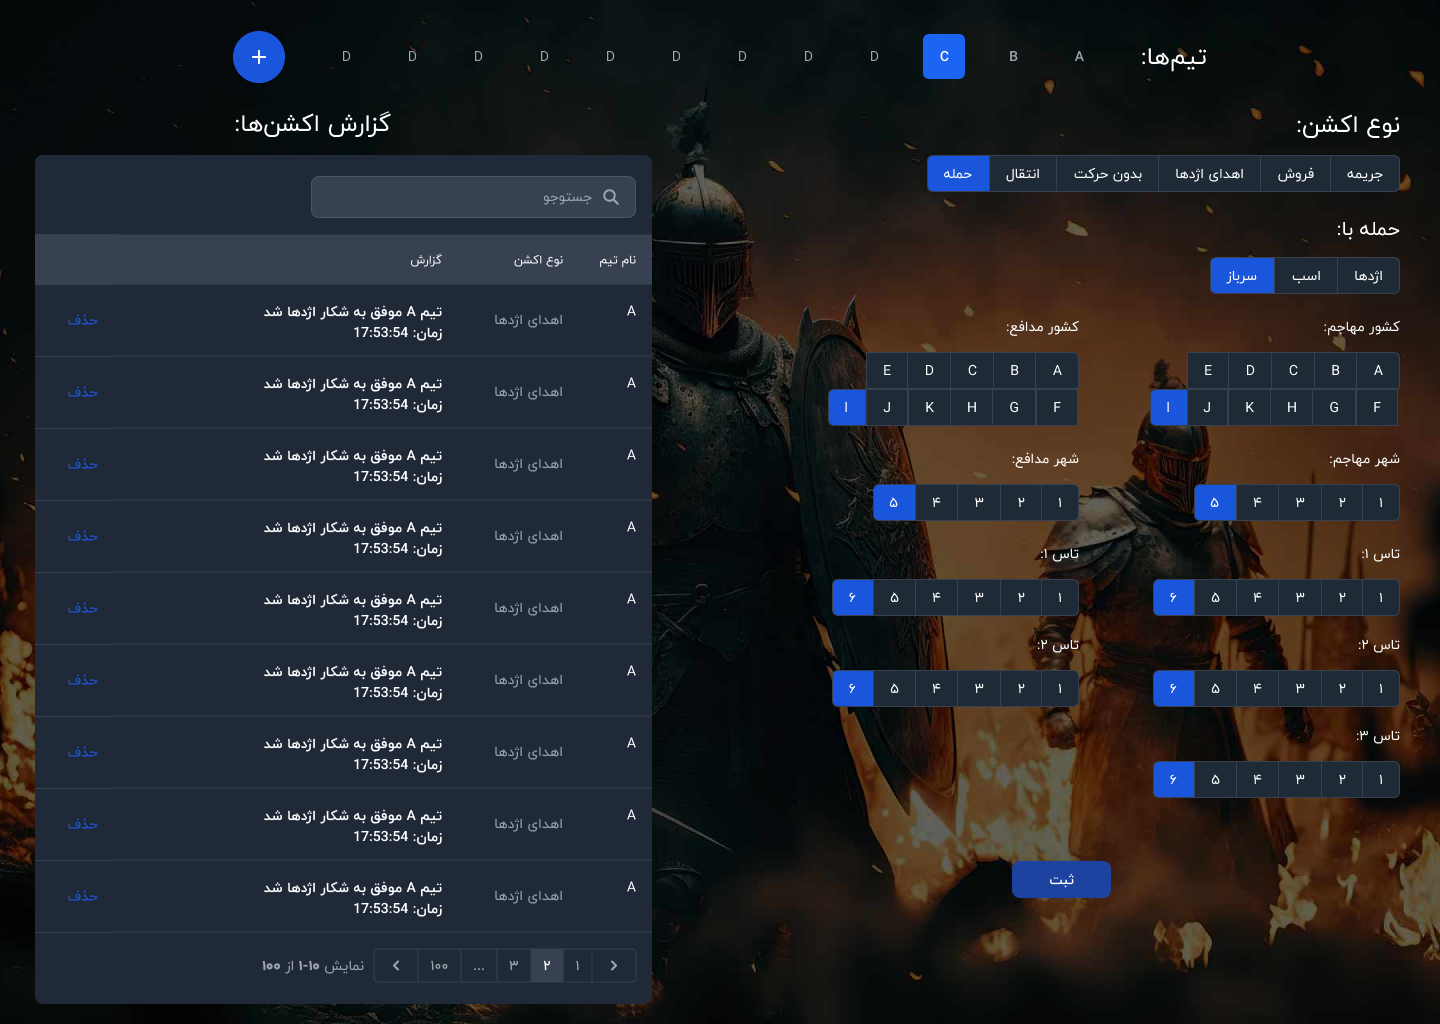 تیم‌ها:
A B C D D D D D D D D D +
نوع اکشن:
جریمه فروش اهدای اژدها بدون حرکت انتقال حمله
حمله با:
اژدها اسب سرباز
کشور مهاجم:
A B C D E
F G H K J I
کشور مدافع:
A B C D E
F G H K J I
شهر مهاجم:
۱ ۲ ۳ ۴ ۵
شهر مدافع:
۱ ۲ ۳ ۴ ۵
تاس ۱:
۱ ۲ ۳ ۴ ۵ ۶
تاس ۱:
۱ ۲ ۳ ۴ ۵ ۶
تاس ۲:
۱ ۲ ۳ ۴ ۵ ۶
تاس ۲:
۱ ۲ ۳ ۴ ۵ ۶
تاس ۳:
۱ ۲ ۳ ۴ ۵ ۶
ثبت
گزارش اکشن‌ها:
جستوجو
نام تیم نوع اکشن گزارش
A اهدای اژدها تیم A موفق به شکار اژدها شد حذف
زمان: 17:53:54
A اهدای اژدها تیم A موفق به شکار اژدها شد حذف
زمان: 17:53:54
A اهدای اژدها تیم A موفق به شکار اژدها شد حذف
زمان: 17:53:54
A اهدای اژدها تیم A موفق به شکار اژدها شد حذف
زمان: 17:53:54
A اهدای اژدها تیم A موفق به شکار اژدها شد حذف
زمان: 17:53:54
A اهدای اژدها تیم A موفق به شکار اژدها شد حذف
زمان: 17:53:54
A اهدای اژدها تیم A موفق به شکار اژدها شد حذف
زمان: 17:53:54
A اهدای اژدها تیم A موفق به شکار اژدها شد حذف
زمان: 17:53:54
A اهدای اژدها تیم A موفق به شکار اژدها شد حذف
زمان: 17:53:54
۱ ۲ ۳ ... ۱۰۰ نمایش ۱-۱۰ از ۱۰۰